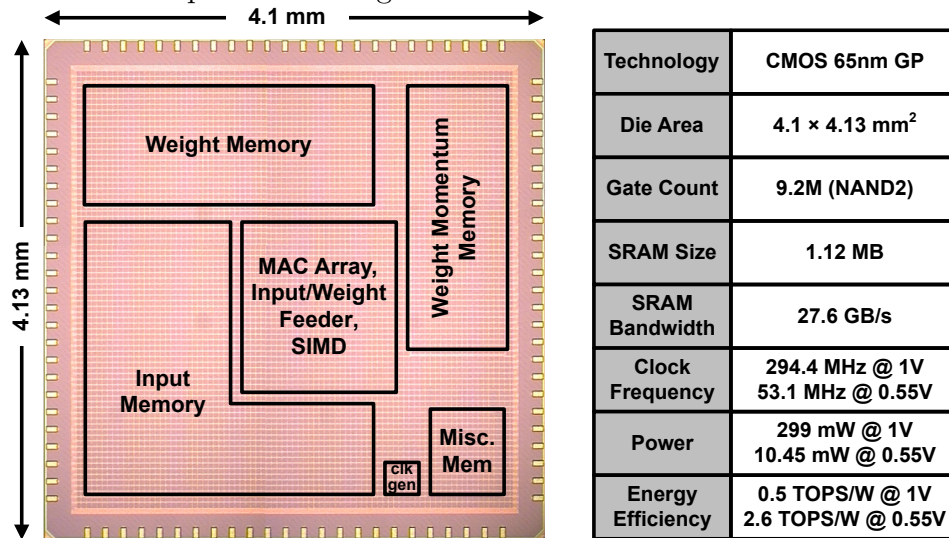 4.1 mm
4.13 mm
Weight Memory
Weight Momentum
Memory
MAC Array,
Input/Weight
Feeder,
SIMD
Input
Memory
Misc.
Mem
clk
gen
Technology CMOS 65nm GP
Die Area 4.1 × 4.13 mm²
Gate Count 9.2M (NAND2)
SRAM Size 1.12 MB
SRAM
Bandwidth 27.6 GB/s
Clock
Frequency 294.4 MHz @ 1V
53.1 MHz @ 0.55V
Power 299 mW @ 1V
10.45 mW @ 0.55V
Energy
Efficiency 0.5 TOPS/W @ 1V
2.6 TOPS/W @ 0.55V